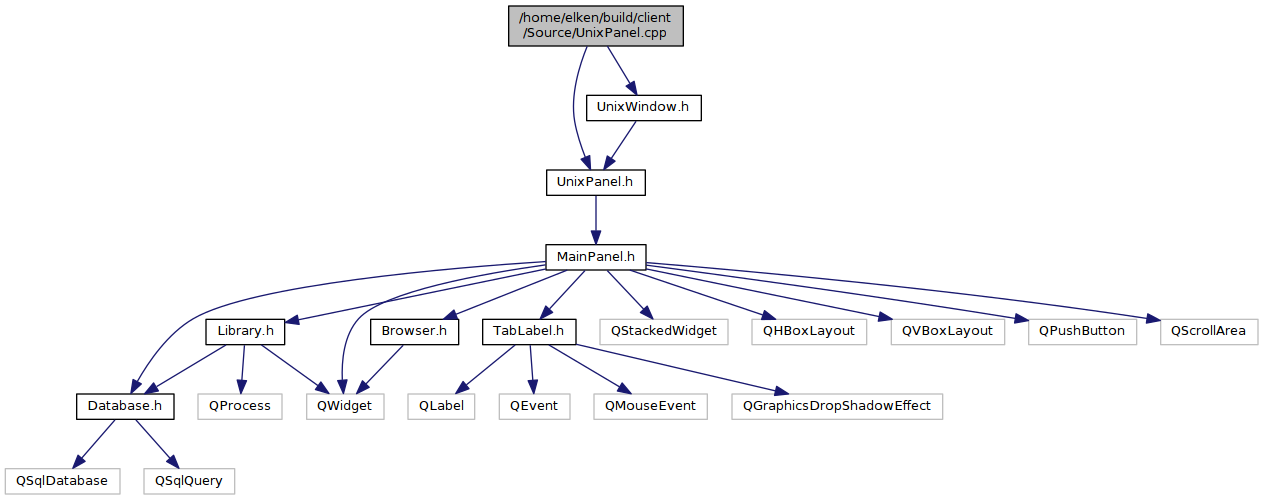 /home/elken/build/client
/Source/UnixPanel.cpp
UnixWindow.h
UnixPanel.h
MainPanel.h
Library.h
Browser.h
TabLabel.h
QStackedWidget
QHBoxLayout
QVBoxLayout
QPushButton
QScrollArea
Database.h
QProcess
QWidget
QLabel
QEvent
QMouseEvent
QGraphicsDropShadowEffect
QSqlDatabase
QSqlQuery